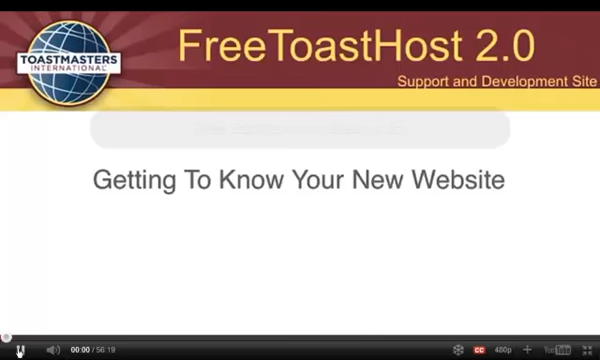 TOASTMASTERS
INTERNATIONAL
FreeToastHost 2.0
Support and Development Site
Getting To Know Your New Website
00:00 / 56:19
CC
480p
YouTube